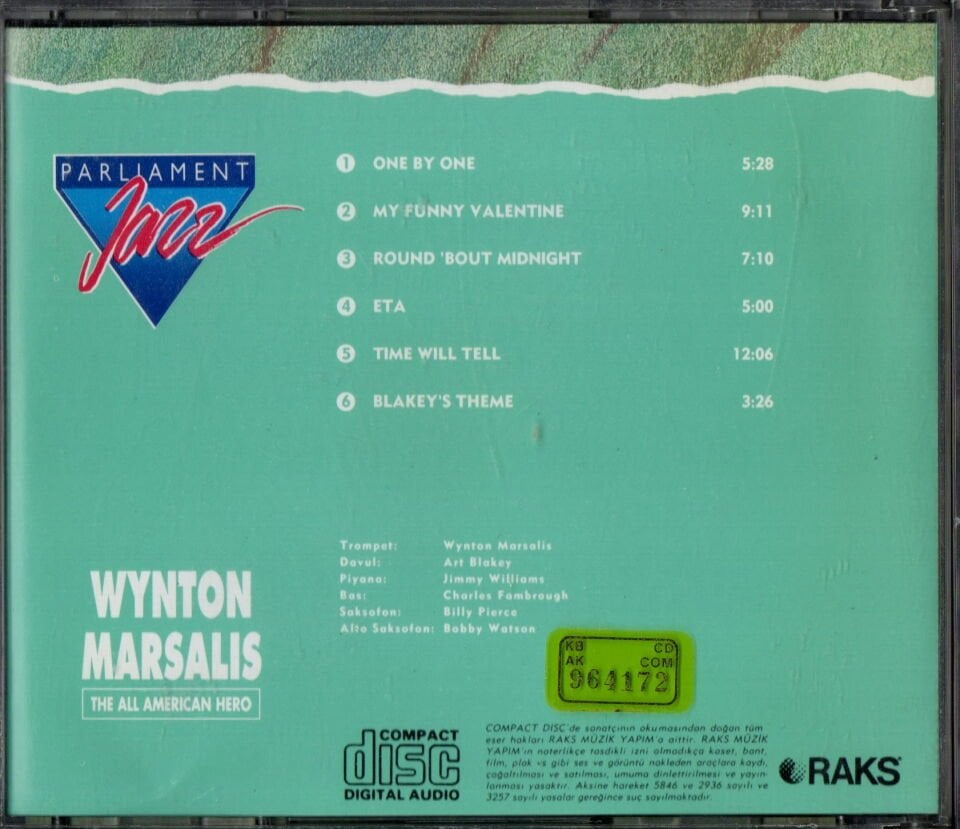 PARLIAMENT
Jazz
1 ONE BY ONE 5:28
2 MY FUNNY VALENTINE 9:11
3 ROUND 'BOUT MIDNIGHT 7:10
4 ETA 5:00
5 TIME WILL TELL 12:06
6 BLAKEY'S THEME 3:26
Trompet: Wynton Marsalis
Davul: Art Blakey
Piyano: Jimmy Williams
Bas: Charles Fambrough
Saksofon: Billy Pierce
Alto Saksofon: Bobby Watson
WYNTON
MARSALIS
THE ALL AMERICAN HERO
KB CD
AK COM
964172
COMPACT
disc
DIGITAL AUDIO
COMPACT DISC'de sanatçının okumasından doğan tüm
eser hakları RAKS MÜZİK YAPIM'a aittir. RAKS MÜZİK
YAPIM'ın noterlikçe tasdikli izni olmadıkça kaset, bant,
film, plak vs gibi ses ve görüntü nakleden araçlara kaydı,
çoğaltılması ve satılması, umuma dinlettirilmesi ve yayın-
lanması yasaktır. Aksine hareket 5846 ve 2936 sayılı ve
3257 sayılı yasalar gereğince suç sayılmaktadır.
RAKS